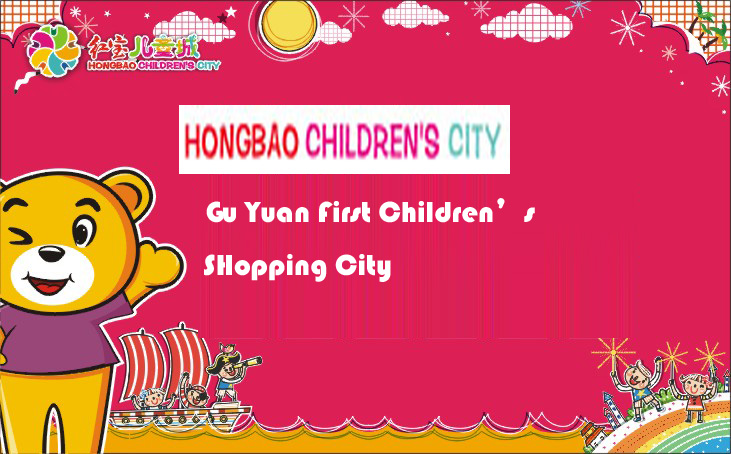 红宝儿童城
HONGBAO CHILDREN'S CITY
HONGBAO CHILDREN'S CITY
Gu Yuan First Children’s
SHopping City